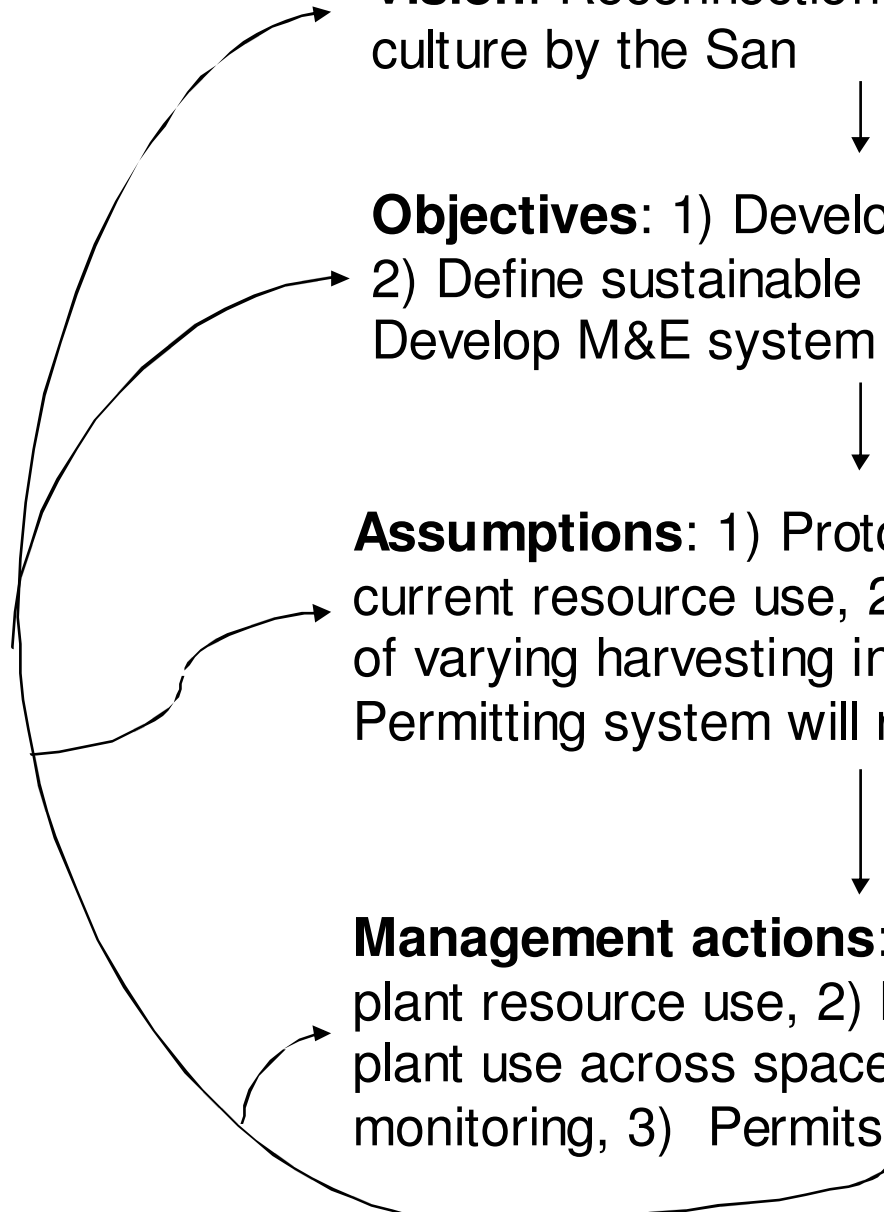 Vision: Reconnection
culture by the San
Objectives: 1) Develo
2) Define sustainable
Develop M&E system
Assumptions: 1) Proto
current resource use, 2
of varying harvesting in
Permitting system will
Management actions:
plant resource use, 2)
plant use across space
monitoring, 3) Permits